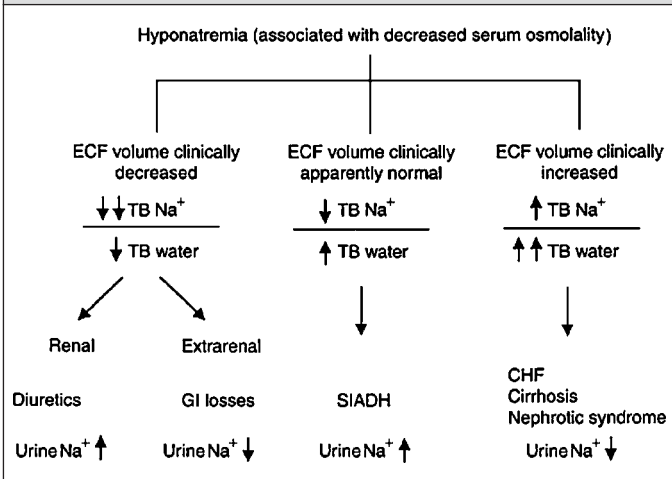 Hyponatremia (associated with decreased serum osmolality)
ECF volume clinically
decreased
↓↓ TB Na⁺
↓ TB water
ECF volume clinically
apparently normal
↓ TB Na⁺
↑ TB water
ECF volume clinically
increased
↑ TB Na⁺
↑↑ TB water
Renal
Extrarenal
Diuretics
GI losses
SIADH
CHF
Cirrhosis
Nephrotic syndrome
Urine Na⁺ ↑
Urine Na⁺ ↓
Urine Na⁺ ↑
Urine Na⁺ ↓